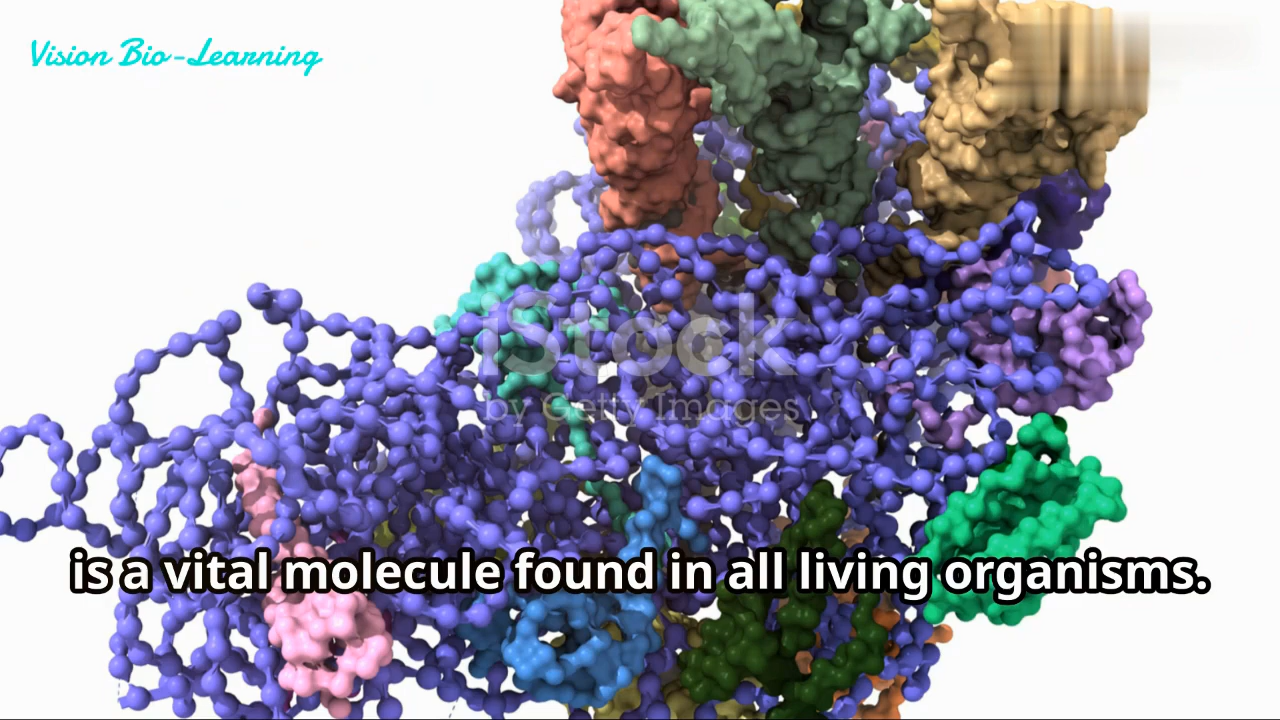 Vision Bio-Learning
iStock
by Getty Images
is a vital molecule found in all living organisms.